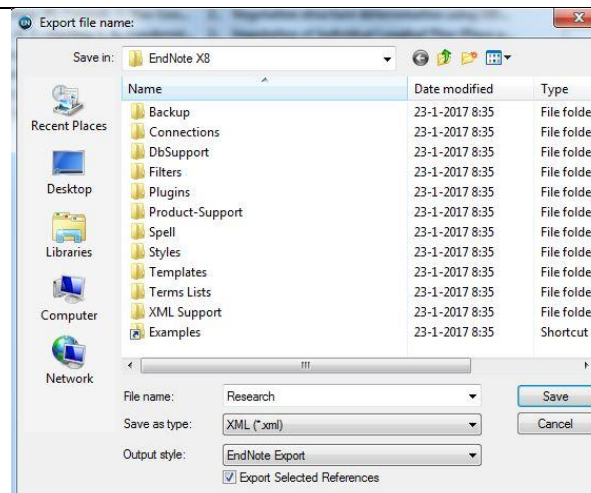 Export file name:
Save in: EndNote X8
Name Date modified Type
Backup 23-1-2017 8:35 File folde
Connections 23-1-2017 8:35 File folde
DbSupport 23-1-2017 8:35 File folde
Filters 23-1-2017 8:35 File folde
Plugins 23-1-2017 8:35 File folde
Product-Support 23-1-2017 8:35 File folde
Spell 23-1-2017 8:35 File folde
Styles 23-1-2017 8:35 File folde
Templates 23-1-2017 8:35 File folde
Terms Lists 23-1-2017 8:35 File folde
XML Support 23-1-2017 8:35 File folde
Examples 23-1-2017 8:35 Shortcut
Recent Places
Desktop
Libraries
Computer
Network
File name: Research Save
Save as type: XML (*.xml) Cancel
Output style: EndNote Export
Export Selected References